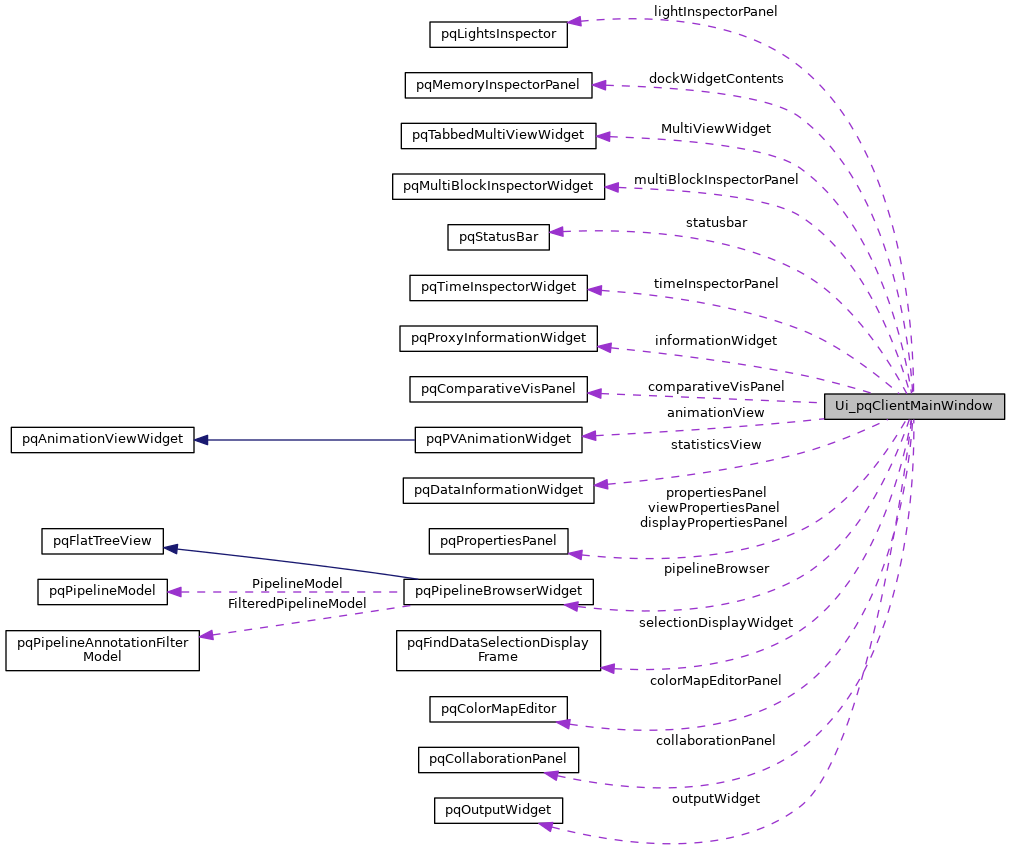 lightInspectorPanel
pqLightsInspector
dockWidgetContents
pqMemoryInspectorPanel
MultiViewWidget
pqTabbedMultiViewWidget
multiBlockInspectorPanel
pqMultiBlockInspectorWidget
statusbar
pqStatusBar
timeInspectorPanel
pqTimeInspectorWidget
informationWidget
pqProxyInformationWidget
comparativeVisPanel
pqComparativeVisPanel
Ui_pqClientMainWindow
animationView
pqAnimationViewWidget
pqPVAnimationWidget
statisticsView
pqDataInformationWidget
propertiesPanel
viewPropertiesPanel
displayPropertiesPanel
pqFlatTreeView
pqPropertiesPanel
pipelineBrowser
PipelineModel
pqPipelineModel
pqPipelineBrowserWidget
FilteredPipelineModel
selectionDisplayWidget
pqPipelineAnnotationFilter
Model
pqFindDataSelectionDisplay
Frame
colorMapEditorPanel
pqColorMapEditor
collaborationPanel
pqCollaborationPanel
outputWidget
pqOutputWidget